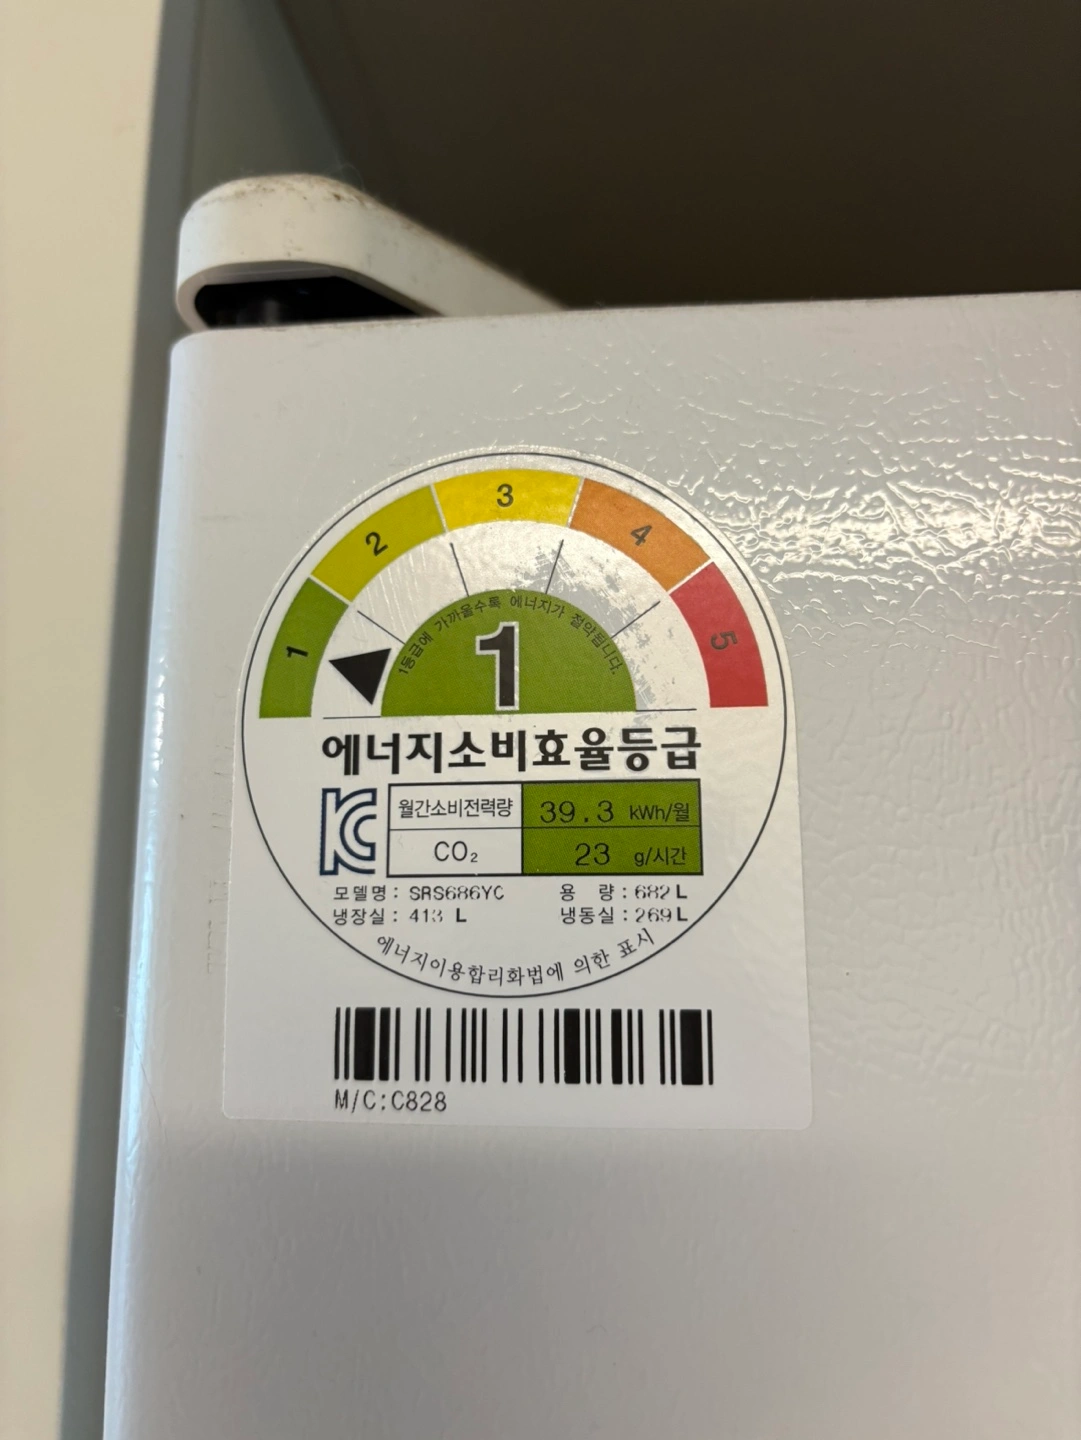 1 2 3 4 5
1등급에 가까울수록 에너지가 절약됩니다.
1
에너지소비효율등급
월간소비전력량 39.3 kWh/월
CO₂ 23 g/시간
모델명 : SRS686YC 용 량 : 682 L
냉장실 : 413 L 냉동실 : 269 L
에너지이용합리화법에 의한 표시
M/C:C828